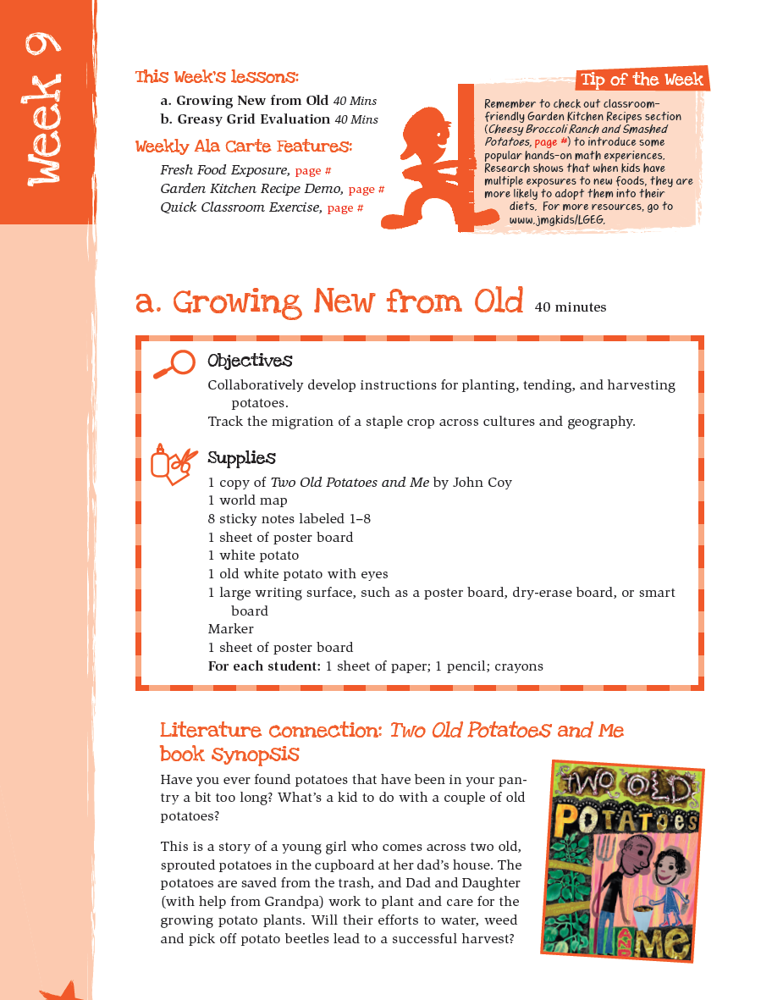 Week 9
This Week's lessons:
a. Growing New from Old 40 Mins
b. Greasy Grid Evaluation 40 Mins
Weekly Ala Carte Features:
Fresh Food Exposure, page #
Garden Kitchen Recipe Demo, page #
Quick Classroom Exercise, page #
Tip of the Week
Remember to check out classroom-
friendly Garden Kitchen Recipes section
(Cheesy Broccoli Ranch and Smashed
Potatoes, page #) to introduce some
popular hands-on math experiences.
Research shows that when kids have
multiple exposures to new foods, they are
more likely to adopt them into their
diets. For more resources, go to
www.jmgkids/LGEG.
a. Growing New from Old 40 minutes
Objectives
Collaboratively develop instructions for planting, tending, and harvesting
potatoes.
Track the migration of a staple crop across cultures and geography.
Supplies
1 copy of Two Old Potatoes and Me by John Coy
1 world map
8 sticky notes labeled 1–8
1 sheet of poster board
1 white potato
1 old white potato with eyes
1 large writing surface, such as a poster board, dry-erase board, or smart
board
Marker
1 sheet of poster board
For each student: 1 sheet of paper; 1 pencil; crayons
Literature connection: Two Old Potatoes and Me
book synopsis
Have you ever found potatoes that have been in your pan-
try a bit too long? What's a kid to do with a couple of old
potatoes?
This is a story of a young girl who comes across two old,
sprouted potatoes in the cupboard at her dad's house. The
potatoes are saved from the trash, and Dad and Daughter
(with help from Grandpa) work to plant and care for the
growing potato plants. Will their efforts to water, weed
and pick off potato beetles lead to a successful harvest?
TWO OLD
POTATOES
AND ME